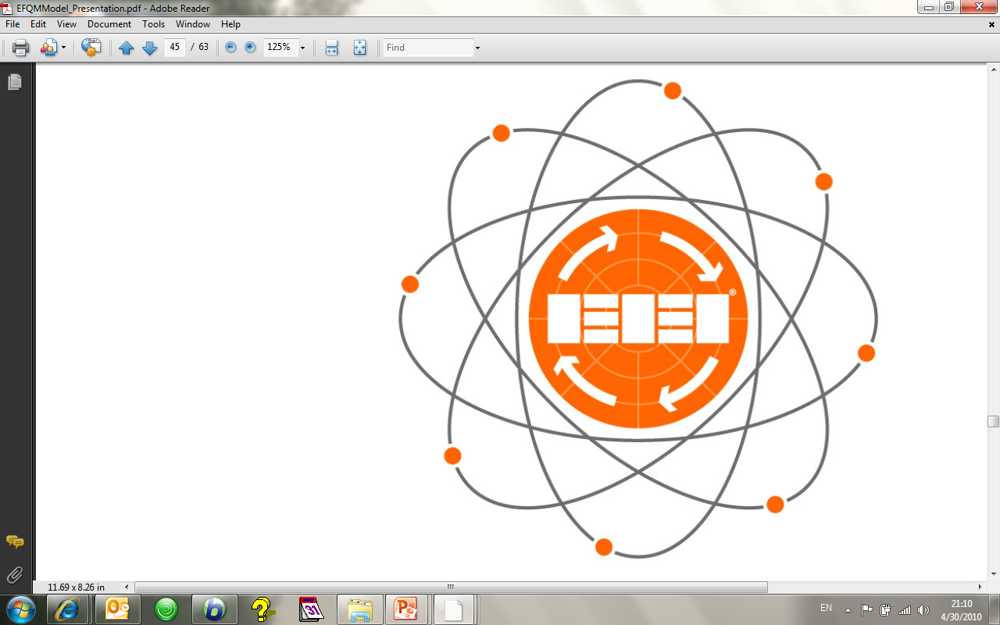 EFQMModel_Presentation.pdf - Adobe Reader
File Edit View Document Tools Window Help
45 / 63 125% Find
®
11.69 x 8.26 in
31
EN
21:10
4/30/2010